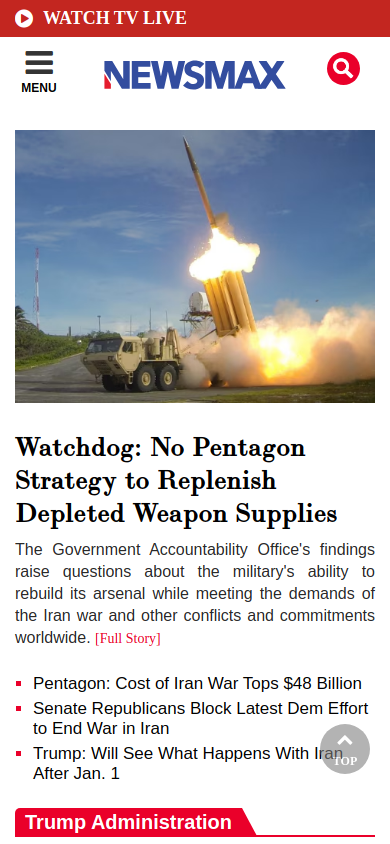 WATCH TV LIVE
MENU
NEWSMAX
Watchdog: No Pentagon
Strategy to Replenish
Depleted Weapon Supplies
The Government Accountability Office's findings
raise questions about the military's ability to
rebuild its arsenal while meeting the demands of
the Iran war and other conflicts and commitments
worldwide. [Full Story]
Pentagon: Cost of Iran War Tops $48 Billion
Senate Republicans Block Latest Dem Effort
to End War in Iran
Trump: Will See What Happens With Iran
After Jan. 1
TOP
Trump Administration